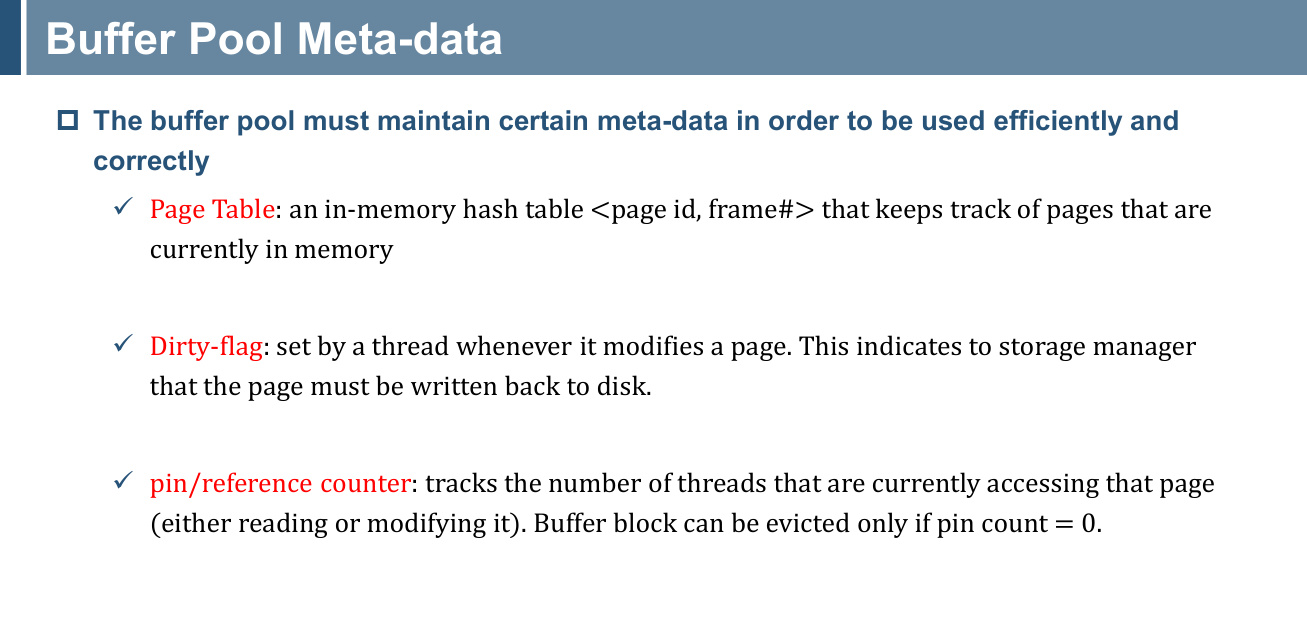 Buffer Pool Meta-data
The buffer pool must maintain certain meta-data in order to be used efficiently and
correctly
Page Table: an in-memory hash table <page id, frame#> that keeps track of pages that are
currently in memory
Dirty-flag: set by a thread whenever it modifies a page. This indicates to storage manager
that the page must be written back to disk.
pin/reference counter: tracks the number of threads that are currently accessing that page
(either reading or modifying it). Buffer block can be evicted only if pin count = 0.